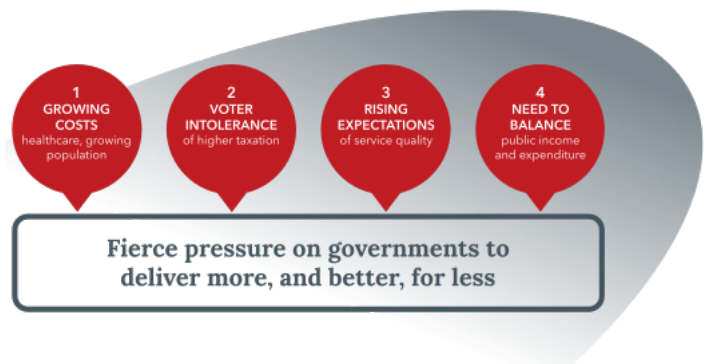 1
GROWING
COSTS
healthcare, growing
population
2
VOTER
INTOLERANCE
of higher taxation
3
RISING
EXPECTATIONS
of service quality
4
NEED TO
BALANCE
public income
and expenditure
Fierce pressure on governments to
deliver more, and better, for less